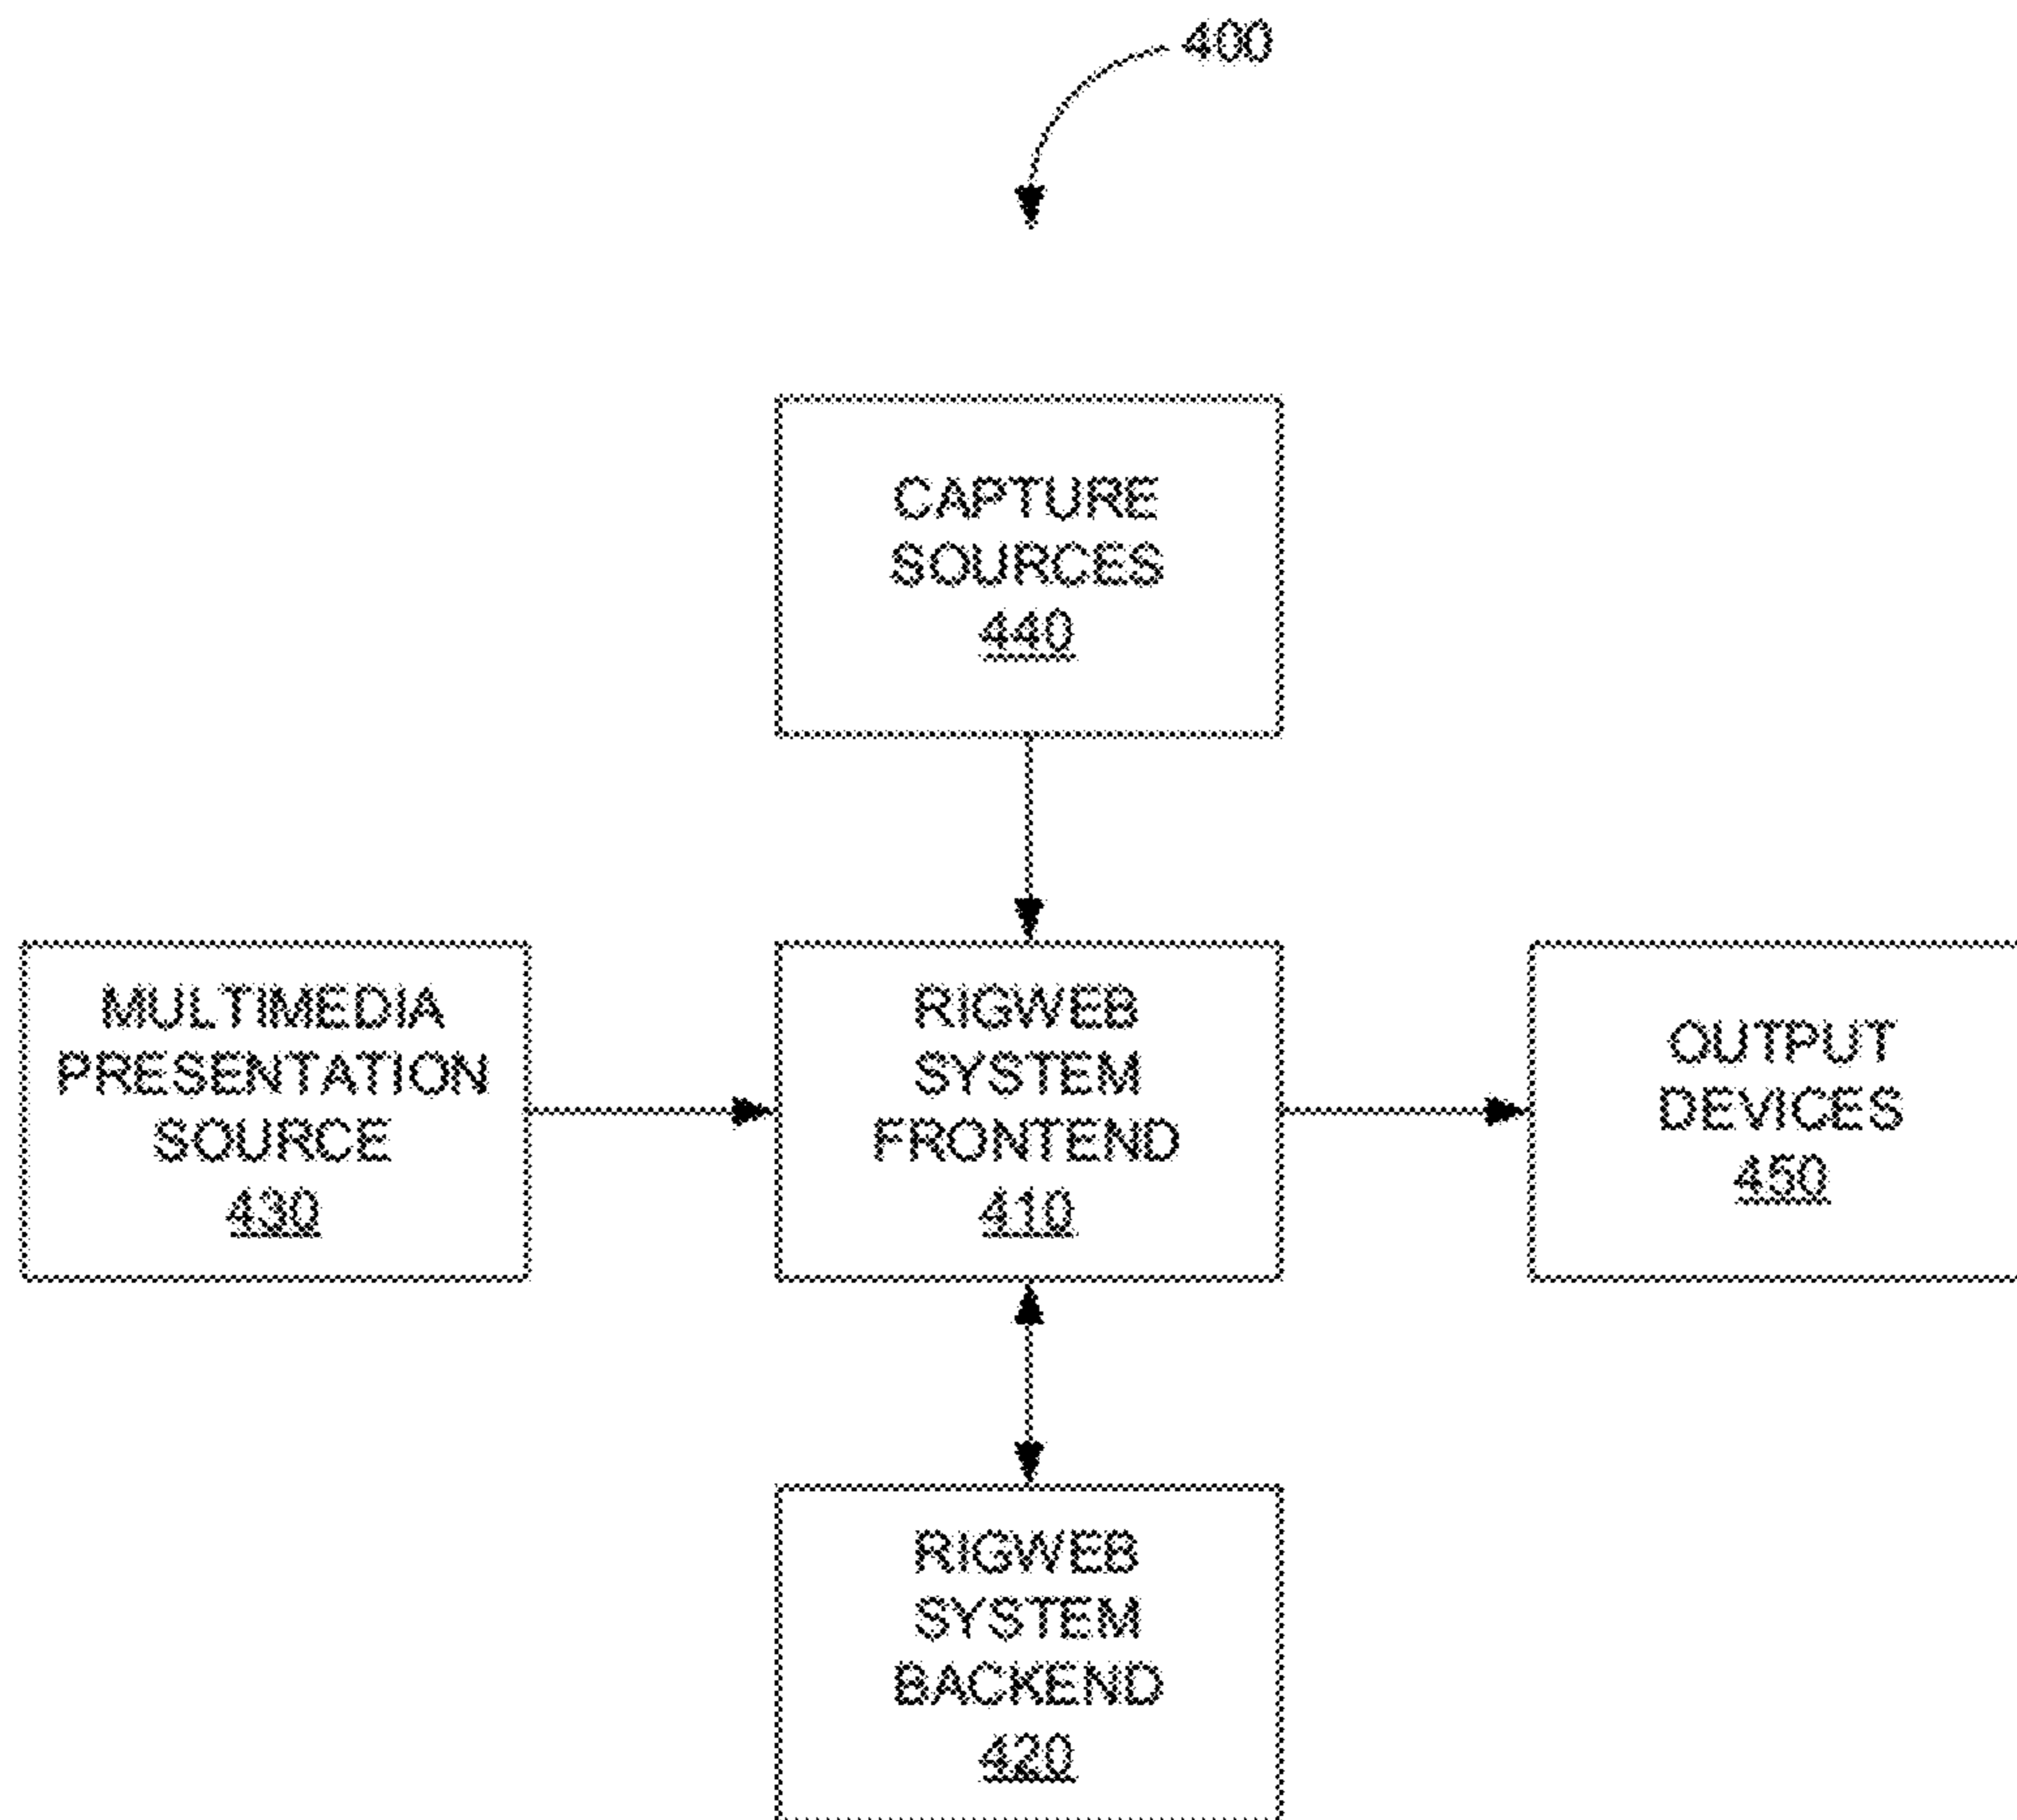 400
CAPTURE
SOURCES
440
MULTIMEDIA
PRESENTATION
SOURCE
430
RIGWEB
SYSTEM
FRONTEND
410
OUTPUT
DEVICES
450
RIGWEB
SYSTEM
BACKEND
420